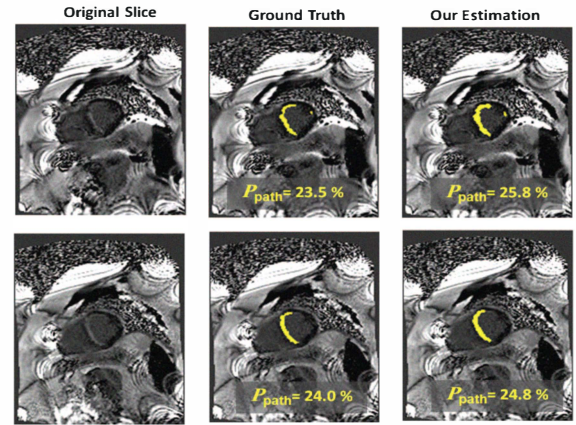 Original Slice Ground Truth Our Estimation
Ppath= 23.5 % Ppath= 25.8 %
Ppath= 24.0 % Ppath= 24.8 %